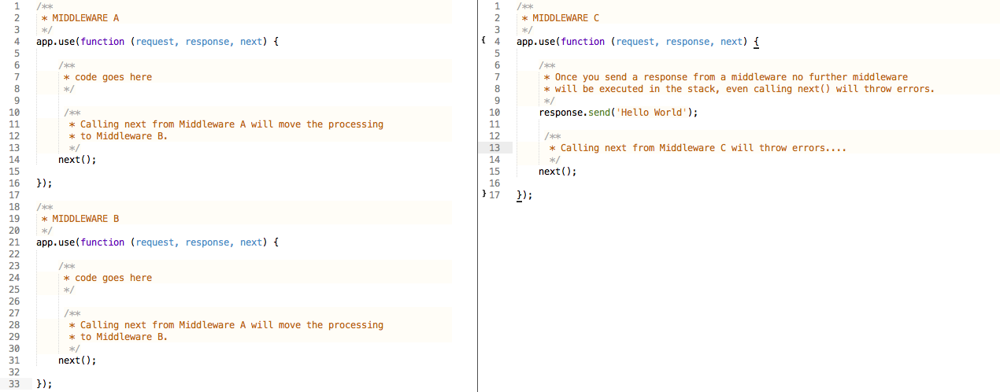 1 /**
2 * MIDDLEWARE A
3 */
4 app.use(function (request, response, next) {
5
6 /**
7 * code goes here
8 */
9
10 /**
11 * Calling next from Middleware A will move the processing
12 * to Middleware B.
13 */
14 next();
15
16 });
17
18 /**
19 * MIDDLEWARE B
20 */
21 app.use(function (request, response, next) {
22
23 /**
24 * code goes here
25 */
26
27 /**
28 * Calling next from Middleware A will move the processing
29 * to Middleware B.
30 */
31 next();
32
33 });
1 /**
2 * MIDDLEWARE C
3 */
{ 4 app.use(function (request, response, next) {
5
6 /**
7 * Once you send a response from a middleware no further middleware
8 * will be executed in the stack, even calling next() will throw errors.
9 */
10 response.send('Hello World');
11
12 /**
13 * Calling next from Middleware C will throw errors....
14 */
15 next();
16
} 17 });